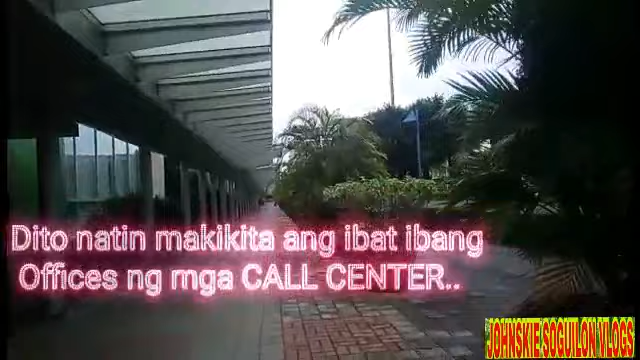 Dito natin makikita ang ibat ibang
Offices ng mga CALL CENTER..
JOHNSKIE SOGUILON VLOGS